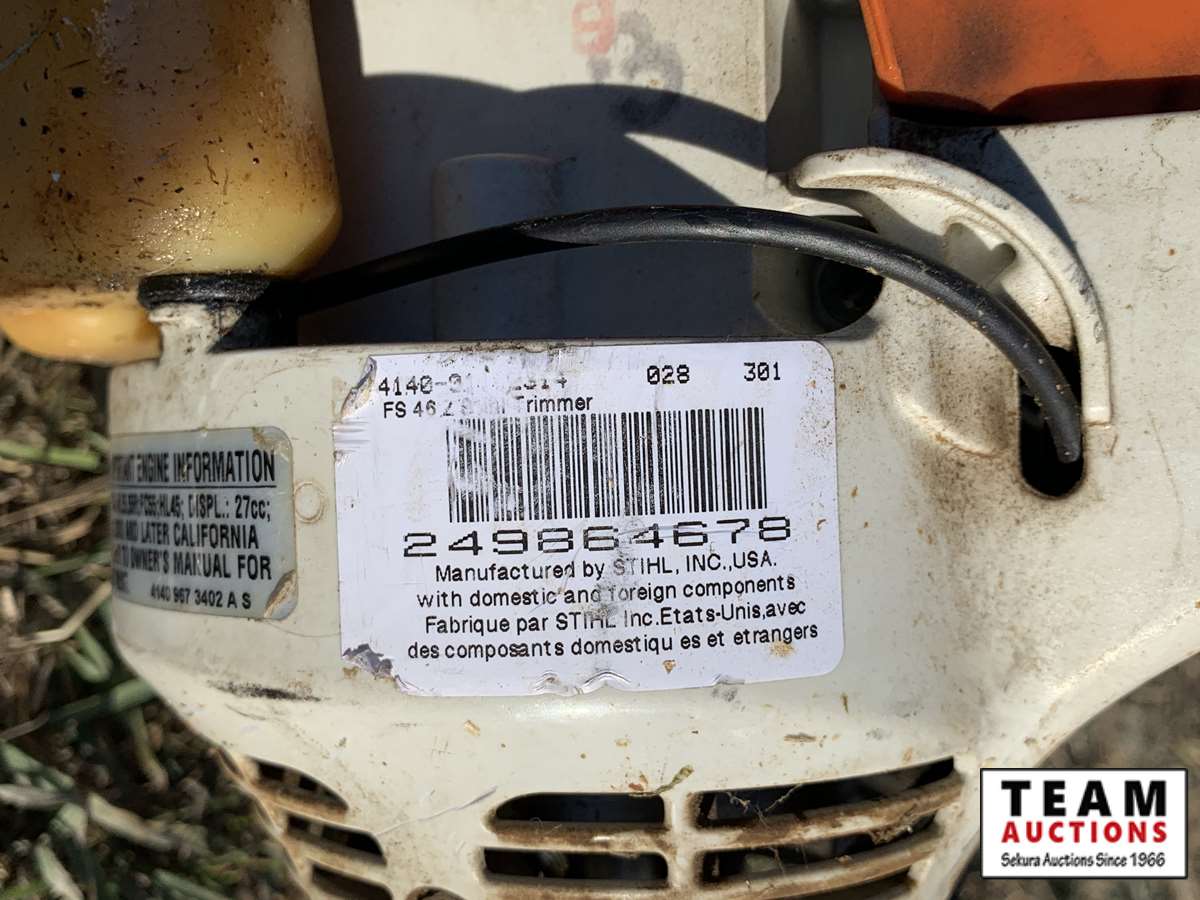 028 301
FS 46 Trimmer
249864678
Manufactured by STIHL, INC.,USA.
with domestic and foreign components
Fabrique par STIHL Inc.Etats-Unis,avec
des composants domestiqu es et etrangers
ENGINE INFORMATION
DISPL.: 27cc;
AND LATER CALIFORNIA
TO OWNER'S MANUAL FOR
4140 967 3402 A S
TEAM
AUCTIONS
Sekura Auctions Since 1966